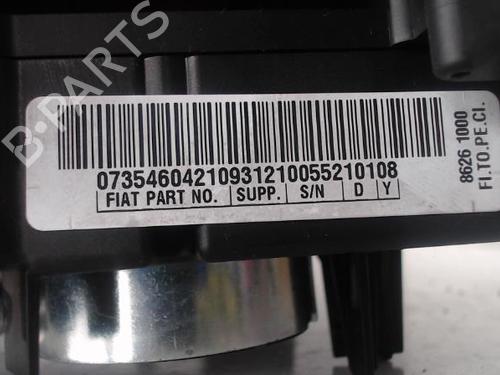 07354604210931210055210108
FIAT PART NO. SUPP. S/N D Y
8626 1000
FI.TO.PE.CI.
B-PARTS